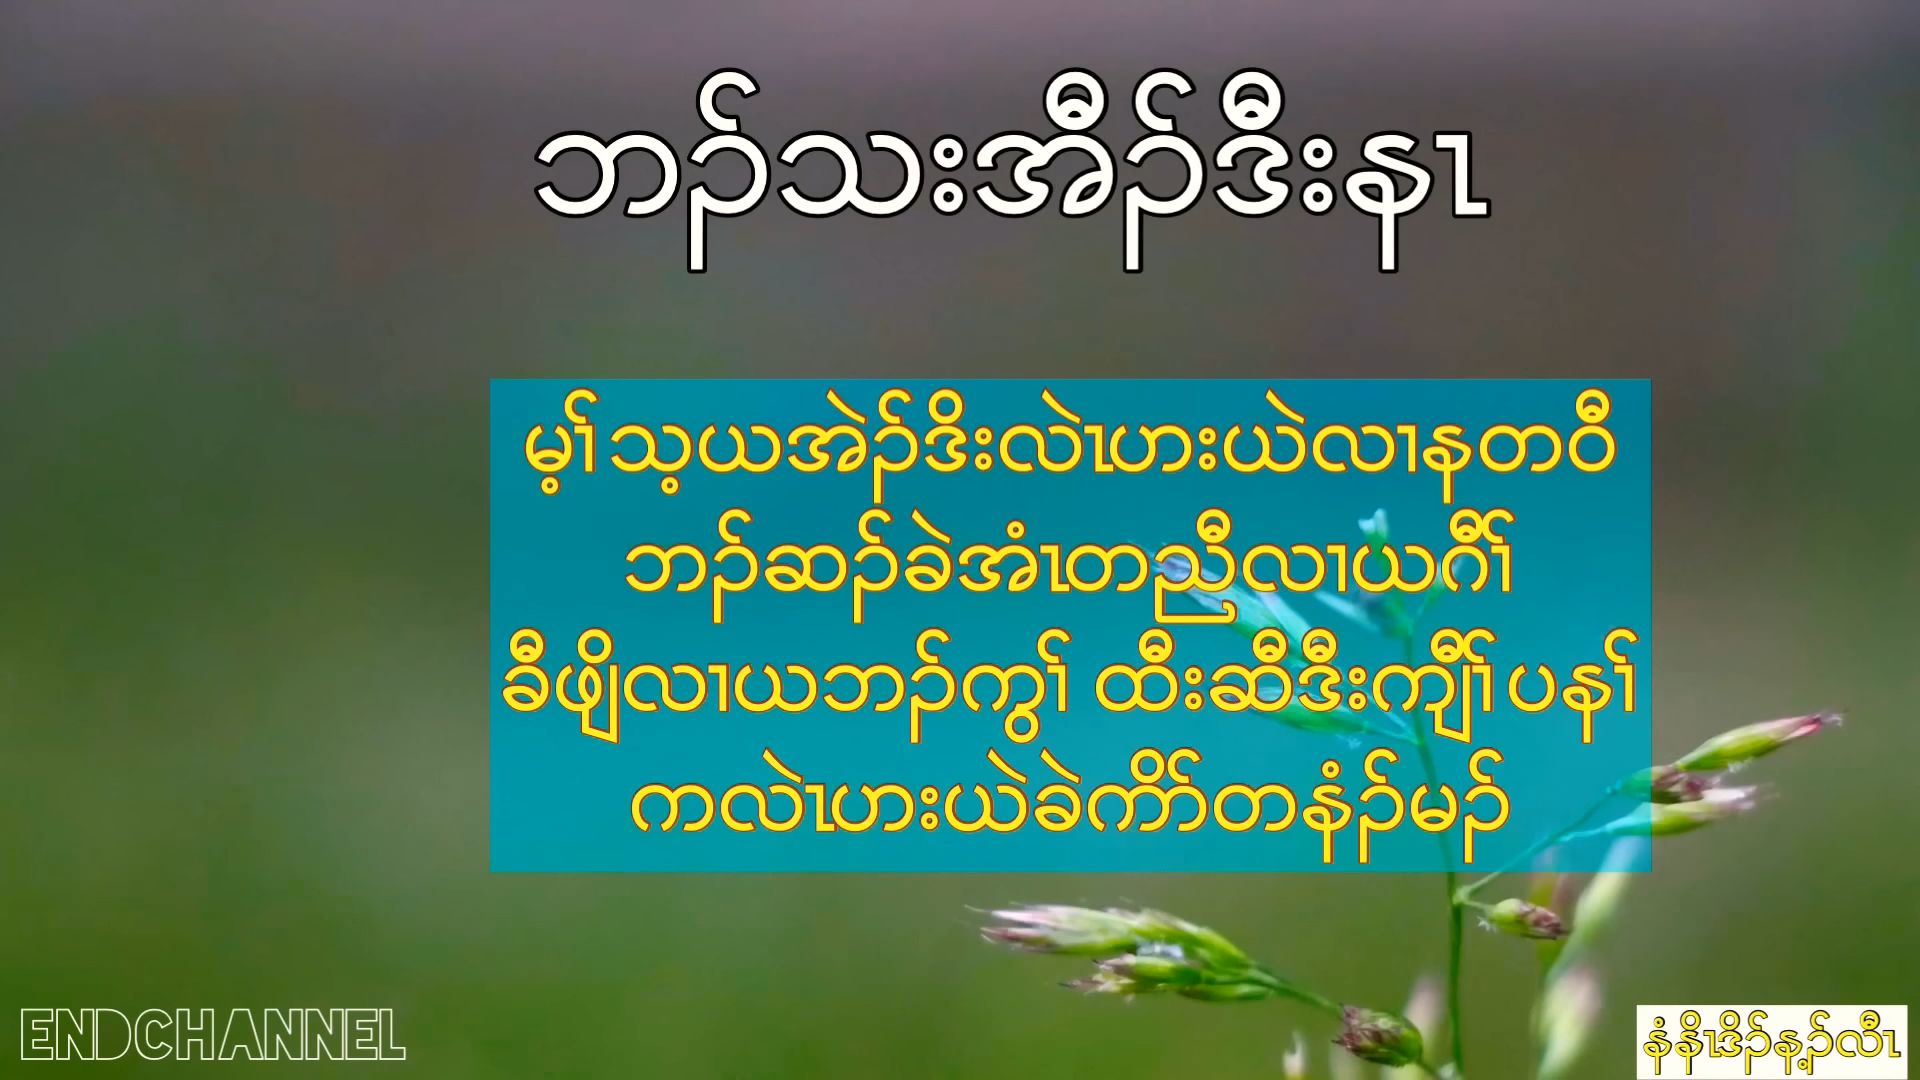 ဘၣ်သးအီၣ်ဒီးနၤ
မ့ၢ်သ့ယအဲၣ်ဒိးလဲၤဟးယဲလၢနတဝီ
ဘၣ်ဆၣ်ခဲအံၤတညီလၢယဂီၢ်
ခီဖျိလၢယဘၣ်ကွၢ် ထီးဆီဒီးကျီၢ်ပနၢ်
ကလဲၤဟးယဲခဲကိာ်တနံၣ်မၣ်
ENDCHANNEL
နံနိၤဒိၣ်န့ၣ်လီၤ